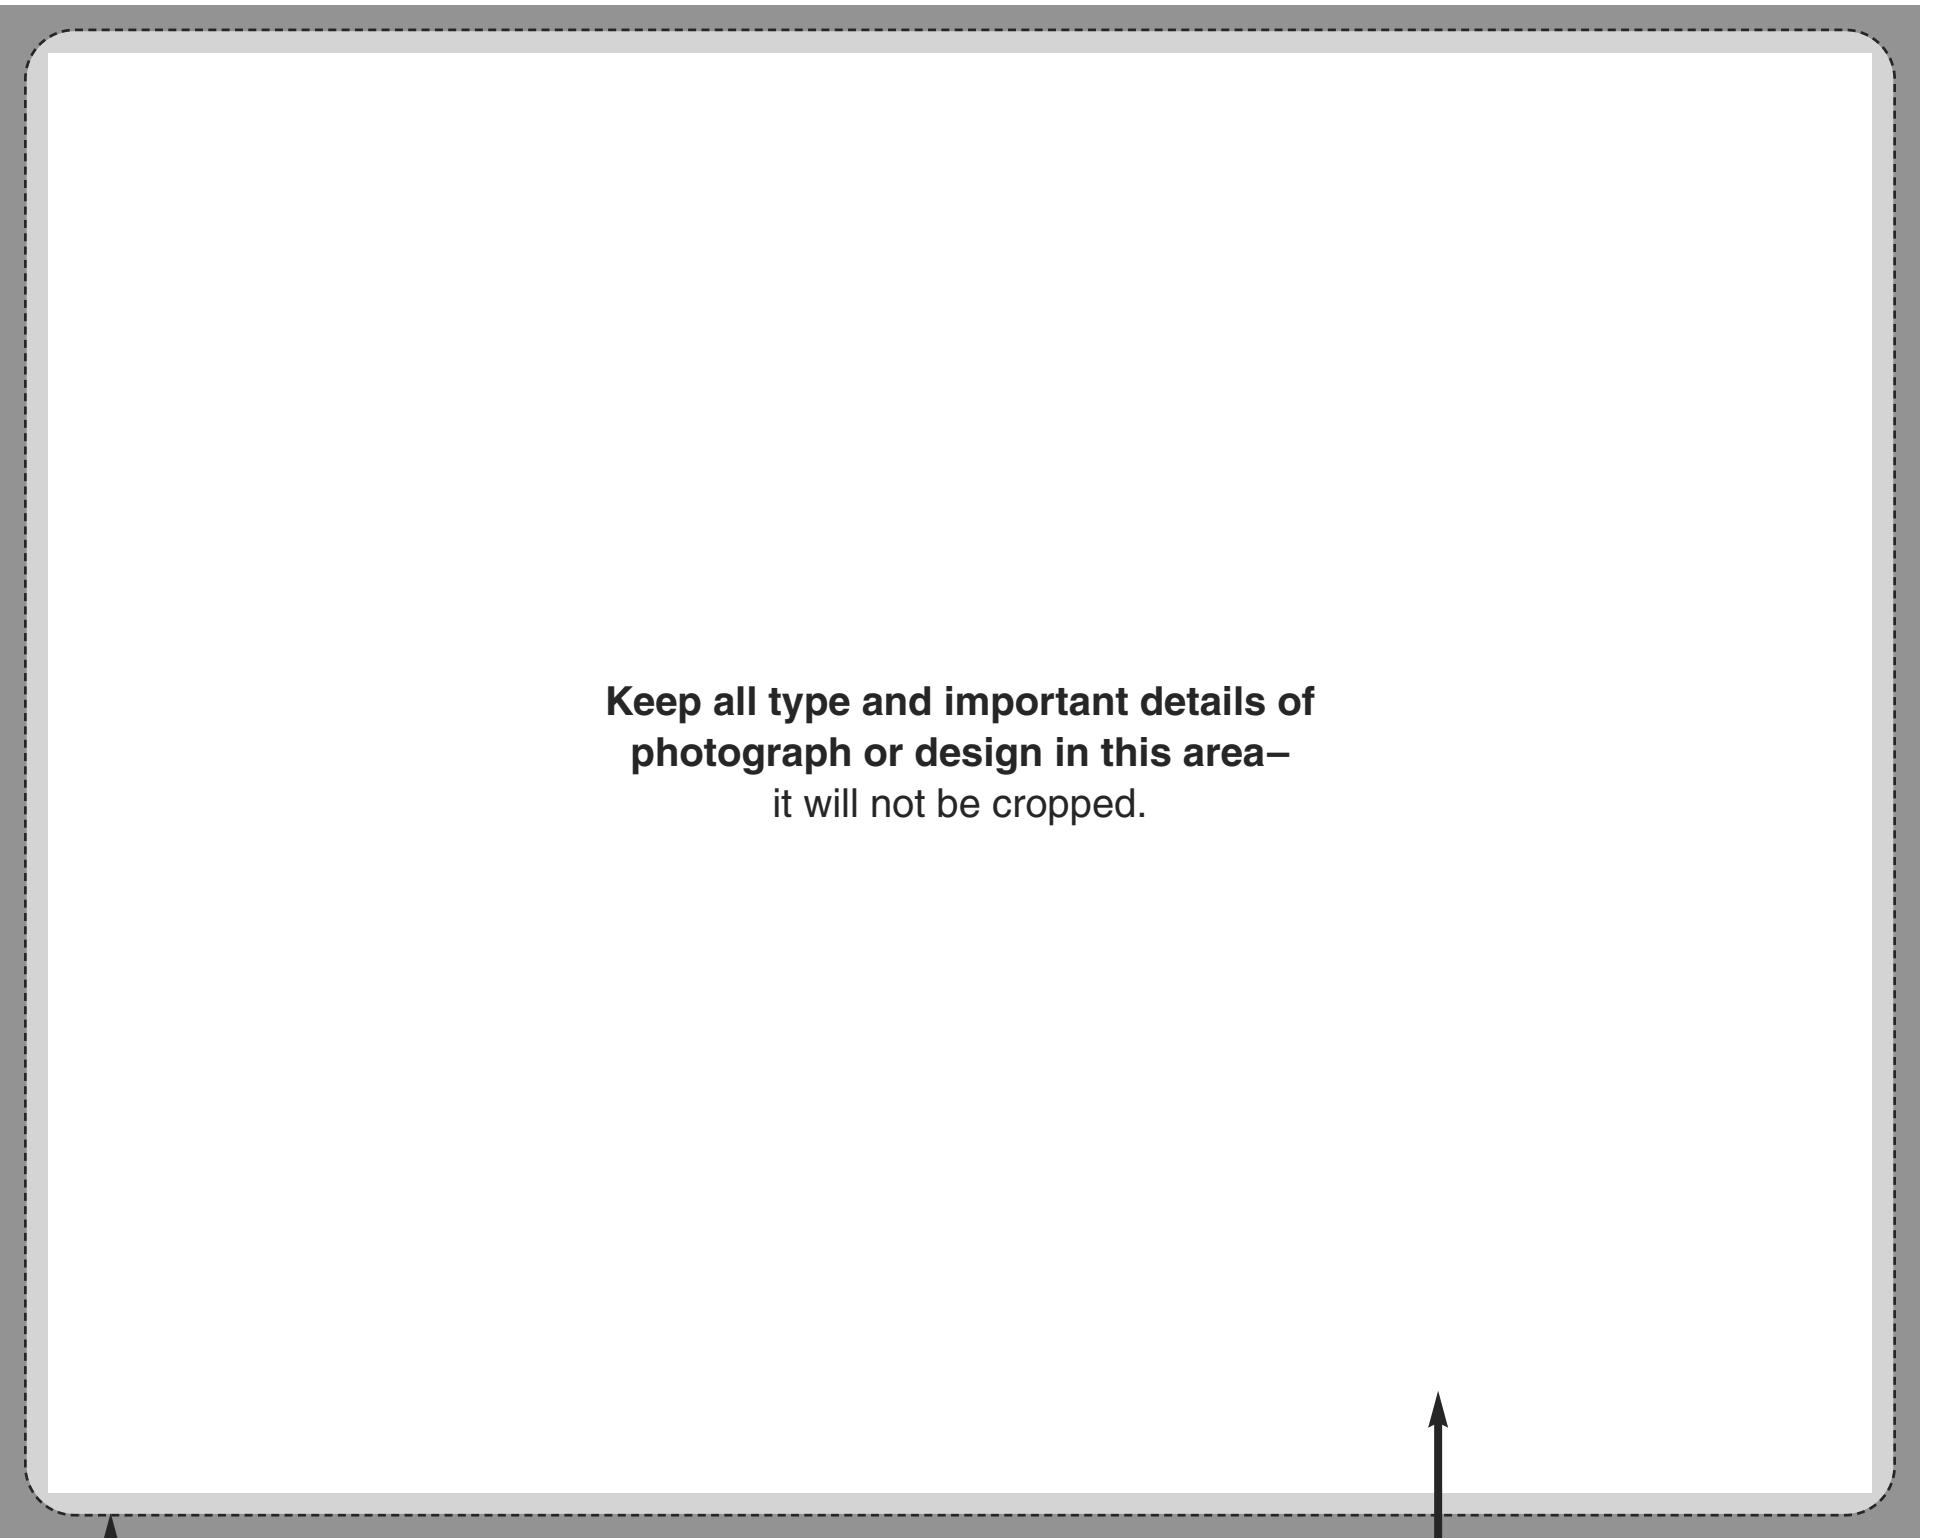 Keep all type and important details of
photograph or design in this area–
it will not be cropped.